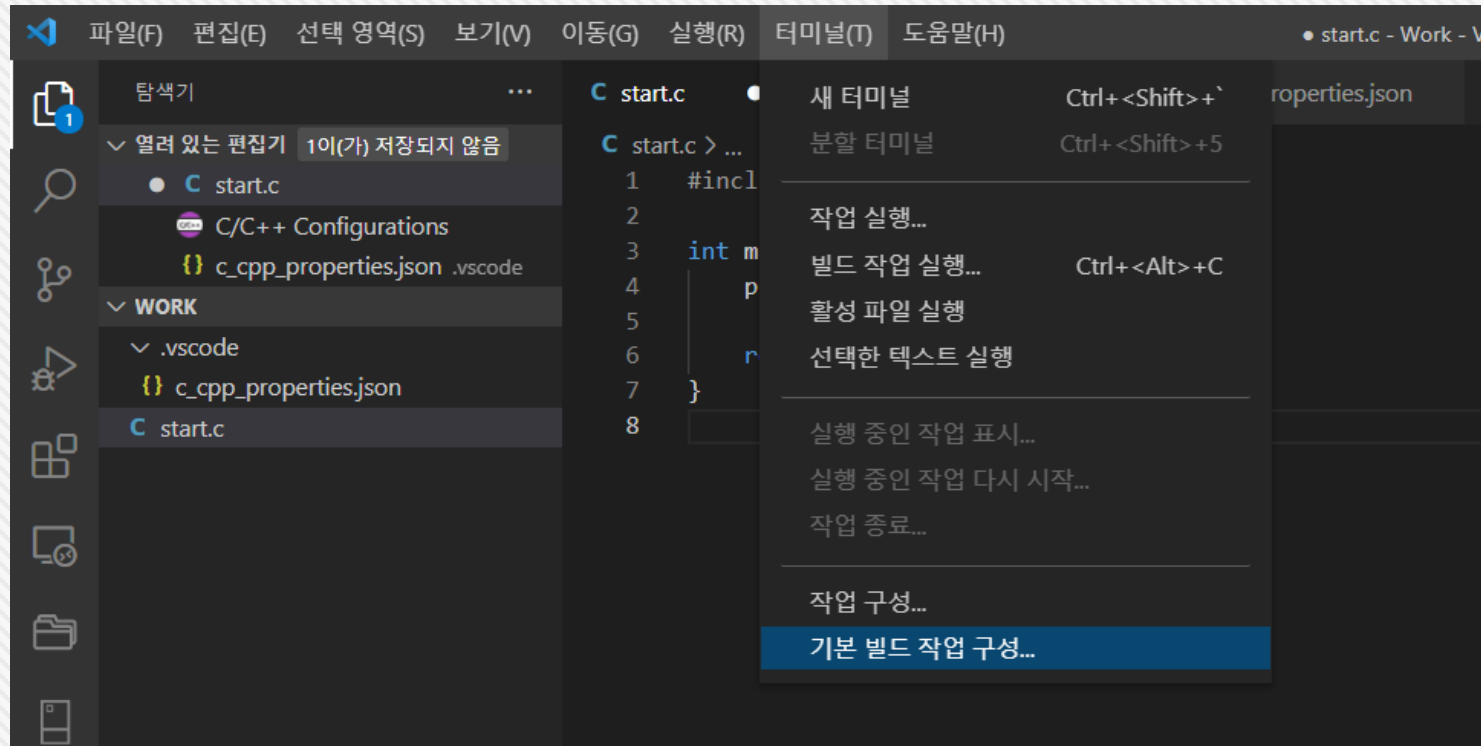 파일(F) 편집(E) 선택 영역(S) 보기(V) 이동(G) 실행(R) 터미널(T) 도움말(H) ● start.c - Work - V
탐색기 ...
열려 있는 편집기 1이(가) 저장되지 않음
● C start.c
C/C++ Configurations
{} c_cpp_properties.json .vscode
WORK
.vscode
{} c_cpp_properties.json
C start.c
1
C start.c ● roperties.json
C start.c > ...
1 #incl
2
3 int m
4 p
5
6 r
7 }
8
새 터미널 Ctrl+<Shift>+`
분할 터미널 Ctrl+<Shift>+5
작업 실행...
빌드 작업 실행... Ctrl+<Alt>+C
활성 파일 실행
선택한 텍스트 실행
실행 중인 작업 표시...
실행 중인 작업 다시 시작...
작업 종료...
작업 구성...
기본 빌드 작업 구성...